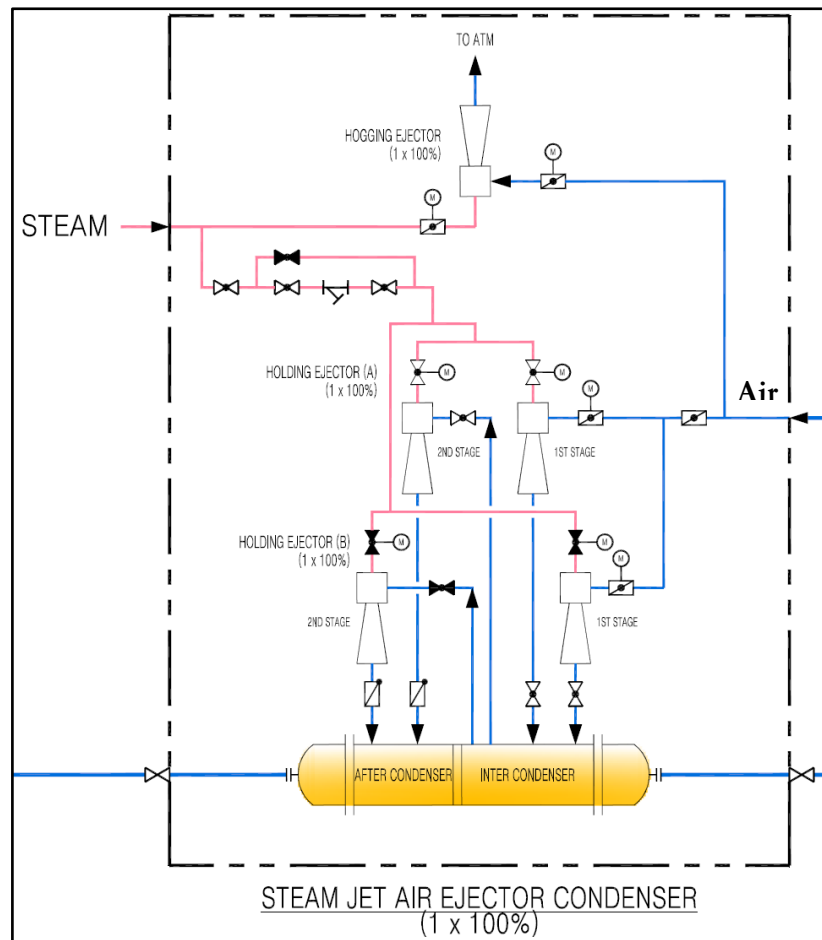 TO ATM
HOGGING EJECTOR
(1 x 100%)
M
M
STEAM
HOLDING EJECTOR (A)
(1 x 100%)
M
M
M
Air
2ND STAGE
1ST STAGE
HOLDING EJECTOR (B)
(1 x 100%)
M
M
M
2ND STAGE
1ST STAGE
AFTER CONDENSER
INTER CONDENSER
STEAM JET AIR EJECTOR CONDENSER
(1 x 100%)